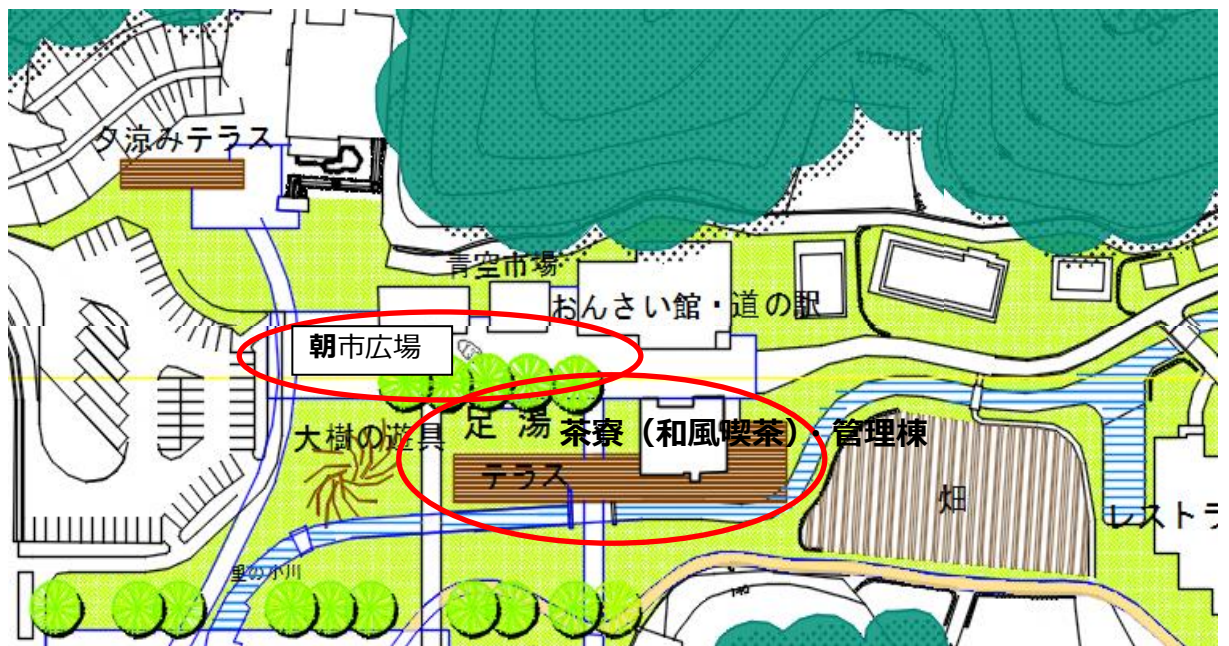 夕涼みテラス
青空市場
おんさい館・道の駅
朝市広場
大樹の遊具
足湯
茶寮（和風喫茶）・管理棟
テラス
畑
レストラ
里の小川